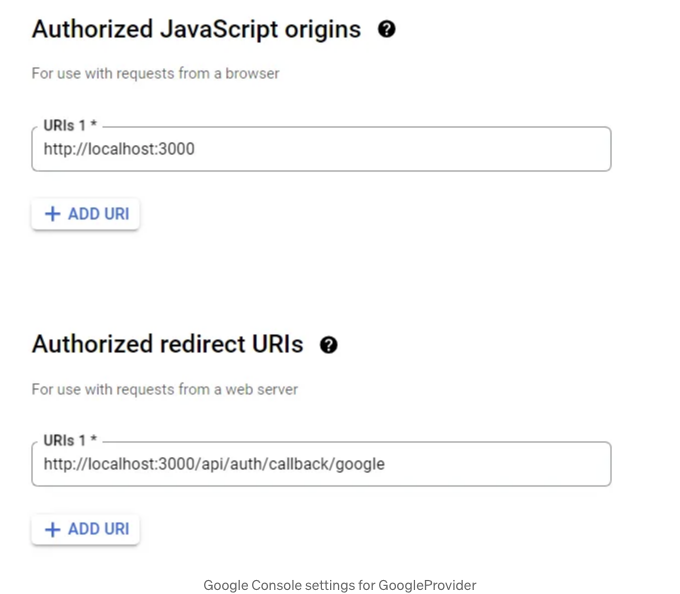 Authorized JavaScript origins ?
For use with requests from a browser
URIs 1 *
http://localhost:3000
+ ADD URI
Authorized redirect URIs ?
For use with requests from a web server
URIs 1 *
http://localhost:3000/api/auth/callback/google
+ ADD URI
Google Console settings for GoogleProvider